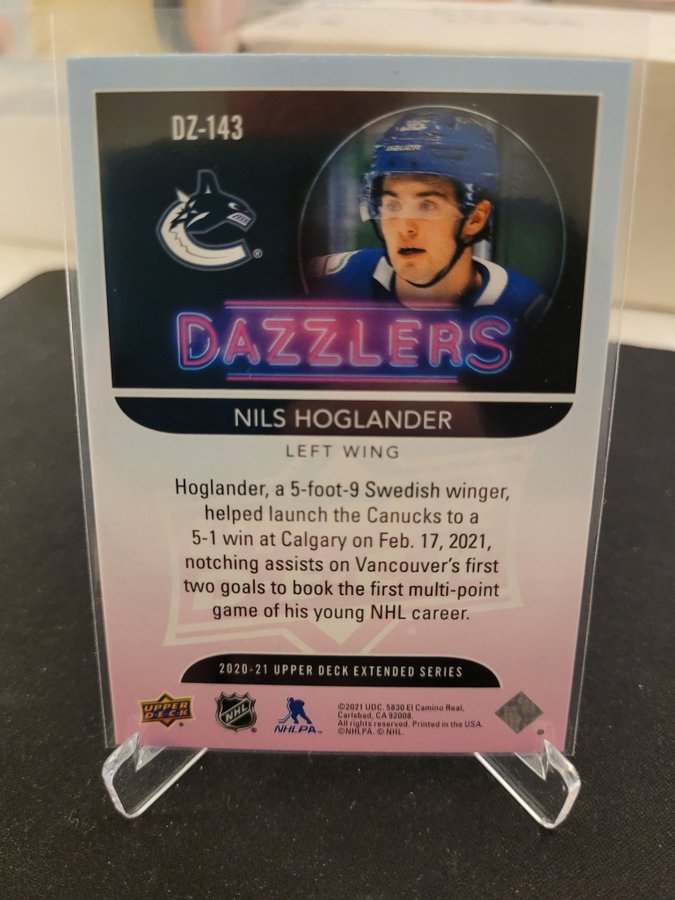 DZ-143
BAUER
DAZZLERS
NILS HOGLANDER
LEFT WING
Hoglander, a 5-foot-9 Swedish winger,
helped launch the Canucks to a
5-1 win at Calgary on Feb. 17, 2021,
notching assists on Vancouver's first
two goals to book the first multi-point
game of his young NHL career.
2020-21 UPPER DECK EXTENDED SERIES
UPPER DECK
NHL
NHLPA
©2021 UDC. 5830 El Camino Real,
Carlsbad, CA 92008.
All rights reserved. Printed in the USA.
©NHLPA. © NHL.